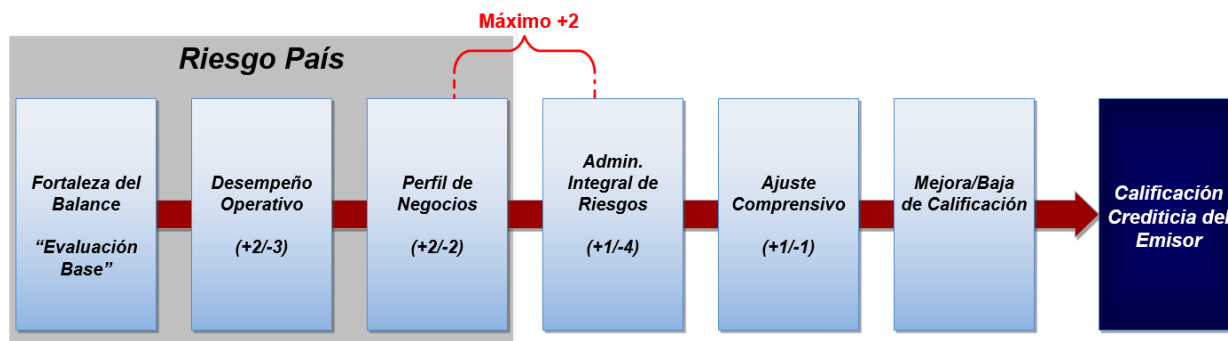 Máximo +2
Riesgo País
Fortaleza del
Balance
“Evaluación
Base”
Desempeño
Operativo
(+2/-3)
Perfil de
Negocios
(+2/-2)
Admin.
Integral de
Riesgos
(+1/-4)
Ajuste
Comprensivo
(+1/-1)
Mejora/Baja
de Calificación
Calificación
Crediticia del
Emisor